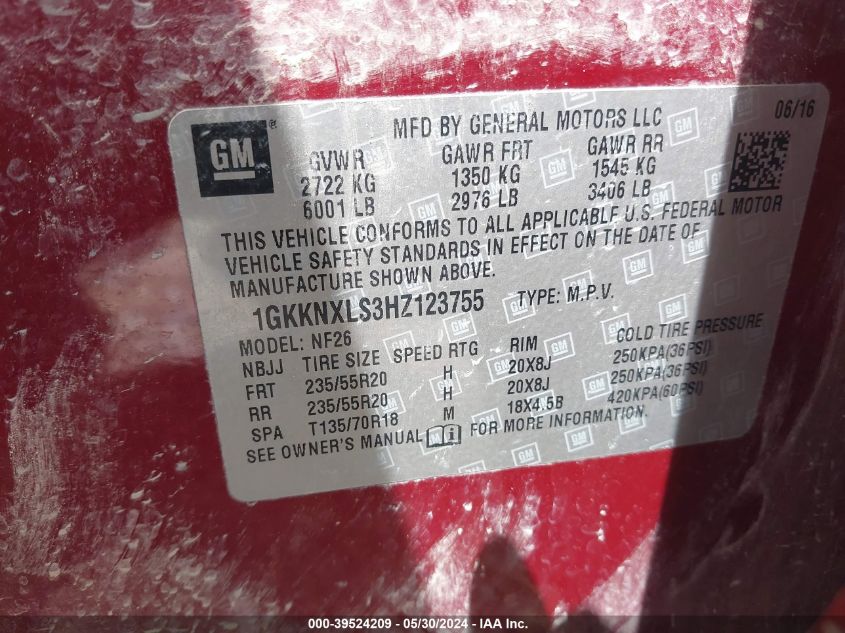 GM ®
MFD BY GENERAL MOTORS LLC 06/16
GVWR GAWR FRT GAWR RR
2722 KG 1350 KG 1545 KG
6001 LB 2976 LB 3406 LB
THIS VEHICLE CONFORMS TO ALL APPLICABLE U.S. FEDERAL MOTOR
VEHICLE SAFETY STANDARDS IN EFFECT ON THE DATE OF
MANUFACTURE SHOWN ABOVE.
1GKKNXLS3HZ123755 TYPE: M.P.V.
MODEL: NF26
NBJJ TIRE SIZE SPEED RTG RIM COLD TIRE PRESSURE
FRT 235/55R20 H 20X8J 250KPA(36PSI)
RR 235/55R20 H 20X8J 250KPA(36PSI)
SPA T135/70R18 M 18X4.5B 420KPA(60PSI)
SEE OWNER'S MANUAL FOR MORE INFORMATION.
000-39524209 - 05/30/2024 - IAA Inc.